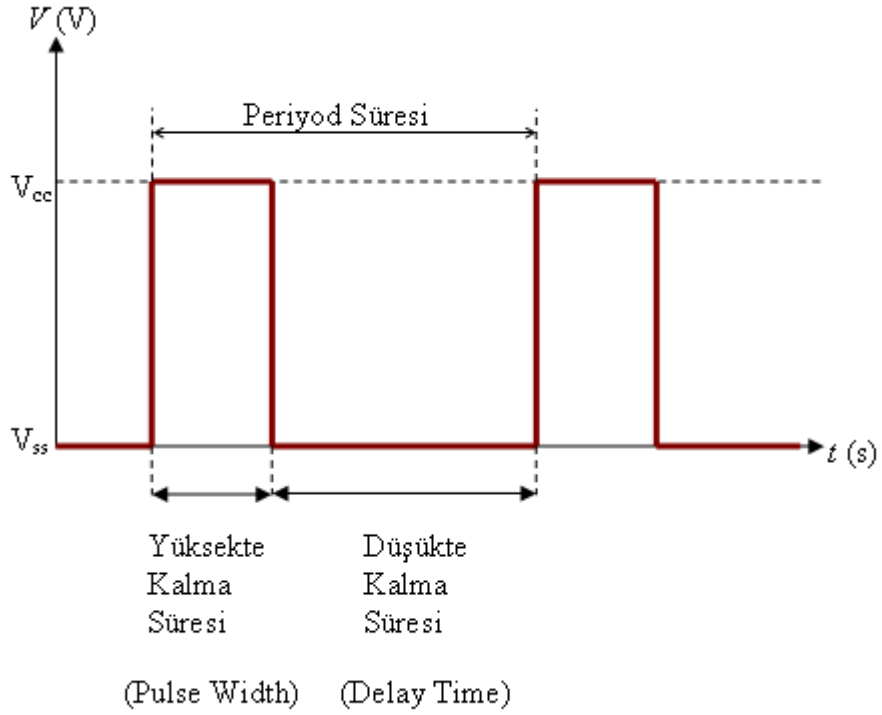 V (V)
Periyod Süresi
Vcc
Vss
t (s)
Yüksekte
Kalma
Süresi
(Pulse Width)
Düşükte
Kalma
Süresi
(Delay Time)